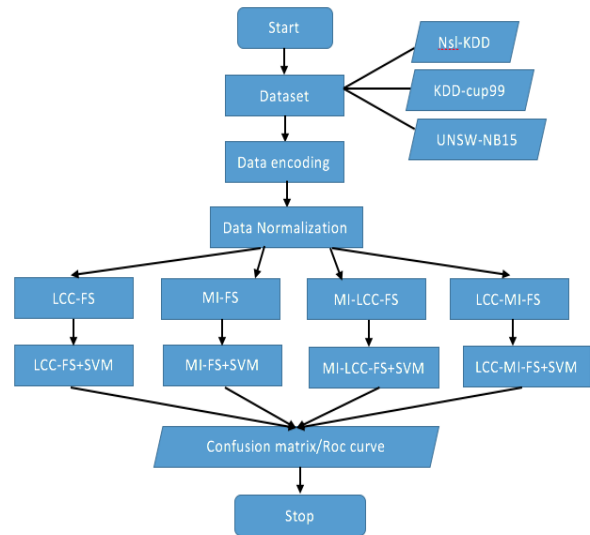 Start
Nsl-KDD
Dataset
KDD-cup99
UNSW-NB15
Data encoding
Data Normalization
LCC-FS
MI-FS
MI-LCC-FS
LCC-MI-FS
LCC-FS+SVM
MI-FS+SVM
MI-LCC-FS+SVM
LCC-MI-FS+SVM
Confusion matrix/Roc curve
Stop